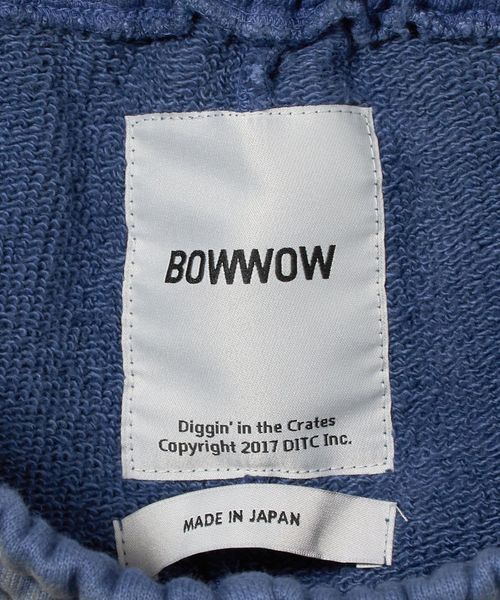 BOWWOW
Diggin' in the Crates
Copyright 2017 DITC Inc.
MADE IN JAPAN